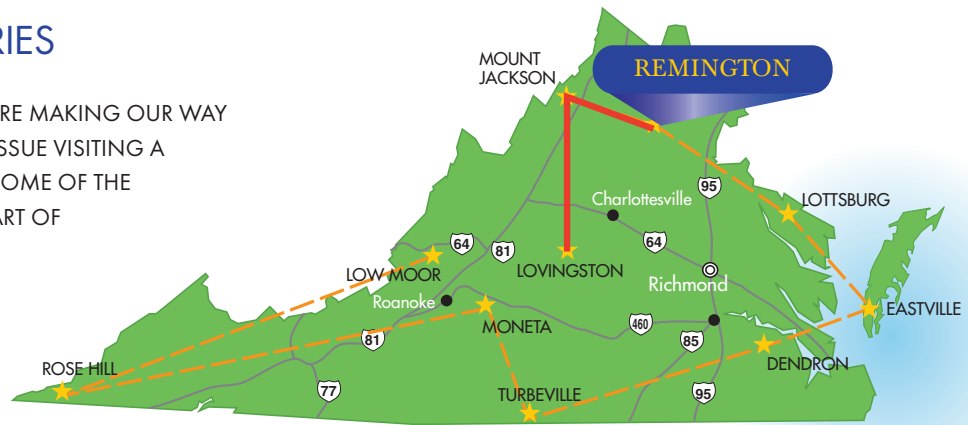 RIES
RE MAKING OUR WAY
ISSUE VISITING A
OME OF THE
ART OF
MOUNT
JACKSON
REMINGTON
95
Charlottesville
LOTTSBURG
64
81
64
LOW MOOR
LOVINGSTON
Richmond
Roanoke
MONETA
460
EASTVILLE
81
85
DENDRON
ROSE HILL
77
TURBEVILLE
95